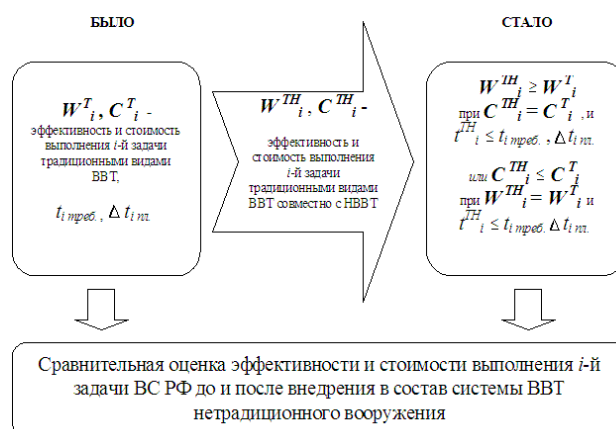 БЫЛО
СТАЛО
W^T_i, C^T_i -
эффективность и стоимость
выполнения i-й задачи
традиционными видами
ВВТ,
t_i треб., Δ t_i пл.
W^TH_i, C^TH_i -
эффективность и
стоимость выполнения
i-й задачи
традиционными видами
ВВТ совместно с НВВТ
W^TH_i ≥ W^T_i
при C^TH_i = C^T_i, и
t^TH_i ≤ t_i треб., Δ t_i пл.
или C^TH_i ≤ C^T_i
при W^TH_i = W^T_i и
t^TH_i ≤ t_i треб., Δ t_i пл.
Сравнительная оценка эффективности и стоимости выполнения i-й
задачи ВС РФ до и после внедрения в состав системы ВВТ
нетрадиционного вооружения